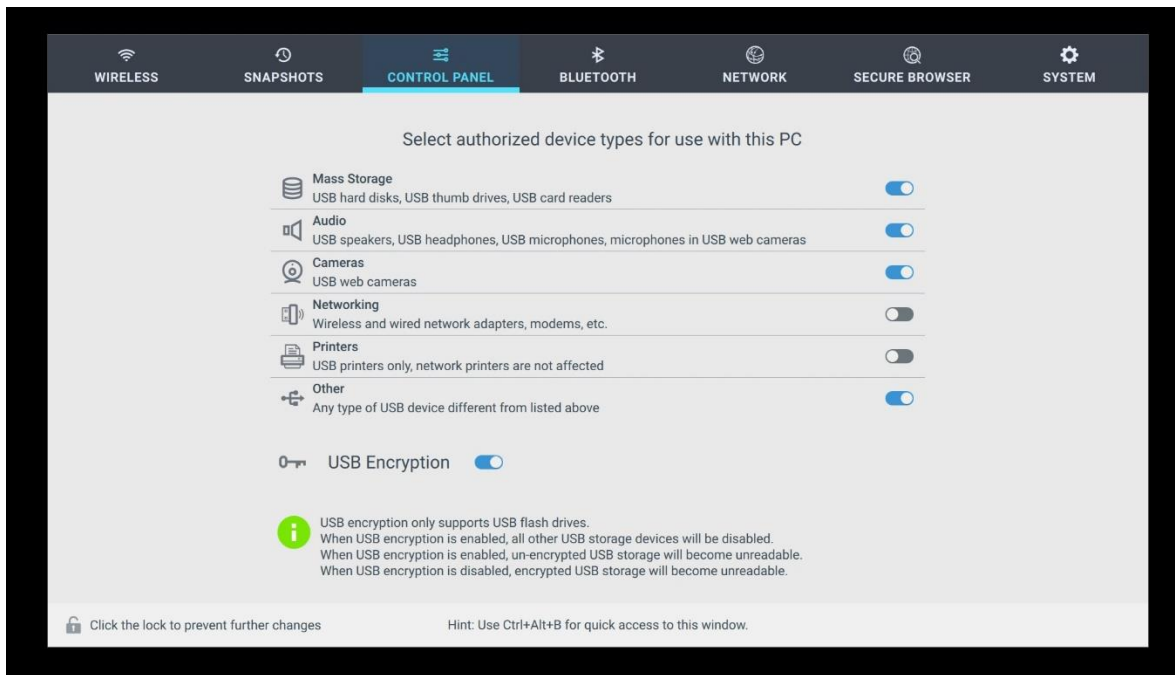 WIRELESS
SNAPSHOTS
CONTROL PANEL
BLUETOOTH
NETWORK
SECURE BROWSER
SYSTEM
Select authorized device types for use with this PC
Mass Storage
USB hard disks, USB thumb drives, USB card readers
Audio
USB speakers, USB headphones, USB microphones, microphones in USB web cameras
Cameras
USB web cameras
Networking
Wireless and wired network adapters, modems, etc.
Printers
USB printers only, network printers are not affected
Other
Any type of USB device different from listed above
USB Encryption
USB encryption only supports USB flash drives.
When USB encryption is enabled, all other USB storage devices will be disabled.
When USB encryption is enabled, un-encrypted USB storage will become unreadable.
When USB encryption is disabled, encrypted USB storage will become unreadable.
Click the lock to prevent further changes
Hint: Use Ctrl+Alt+B for quick access to this window.